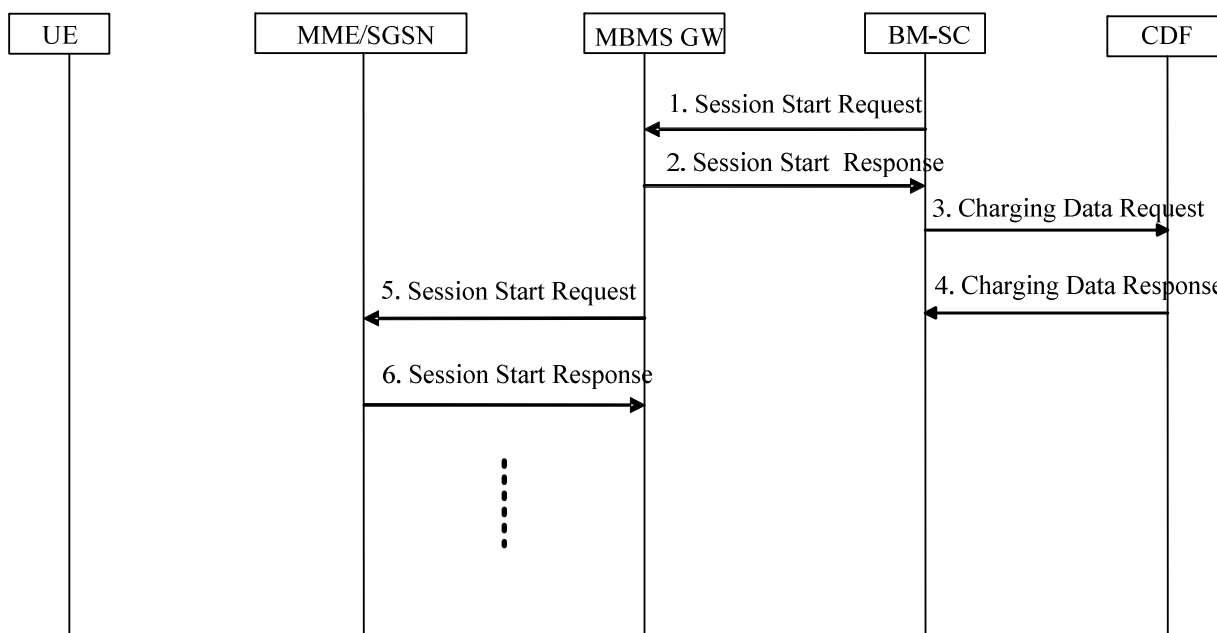 UE
MME/SGSN
MBMS GW
BM-SC
CDF
1. Session Start Request
2. Session Start  Response
3. Charging Data Request
4. Charging Data Response
5. Session Start Request
6. Session Start Response